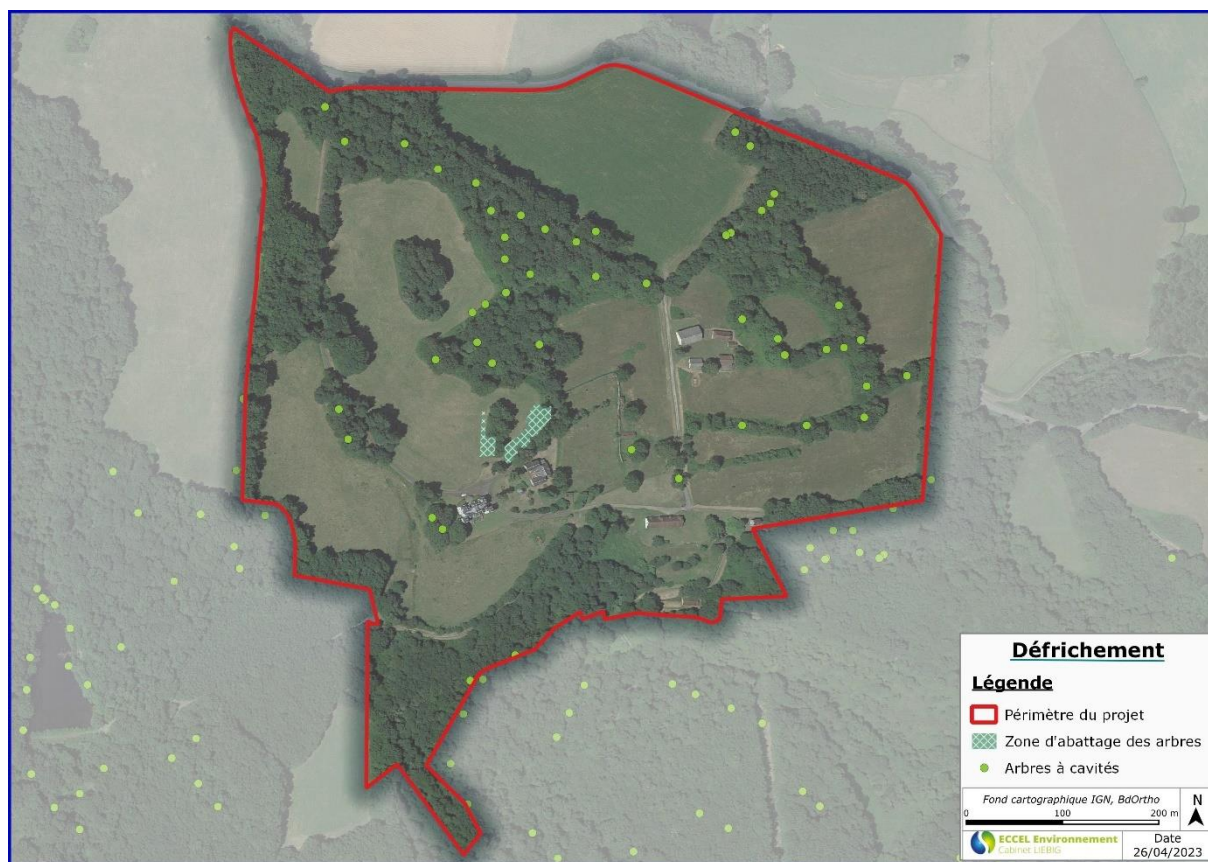 Défrichement
Légende
Périmètre du projet
Zone d'abattage des arbres
Arbres à cavités
Fond cartographique IGN, BdOrtho
0 100 200 m
N
ECCEL Environnement
Cabinet LIEBIG
Date
26/04/2023